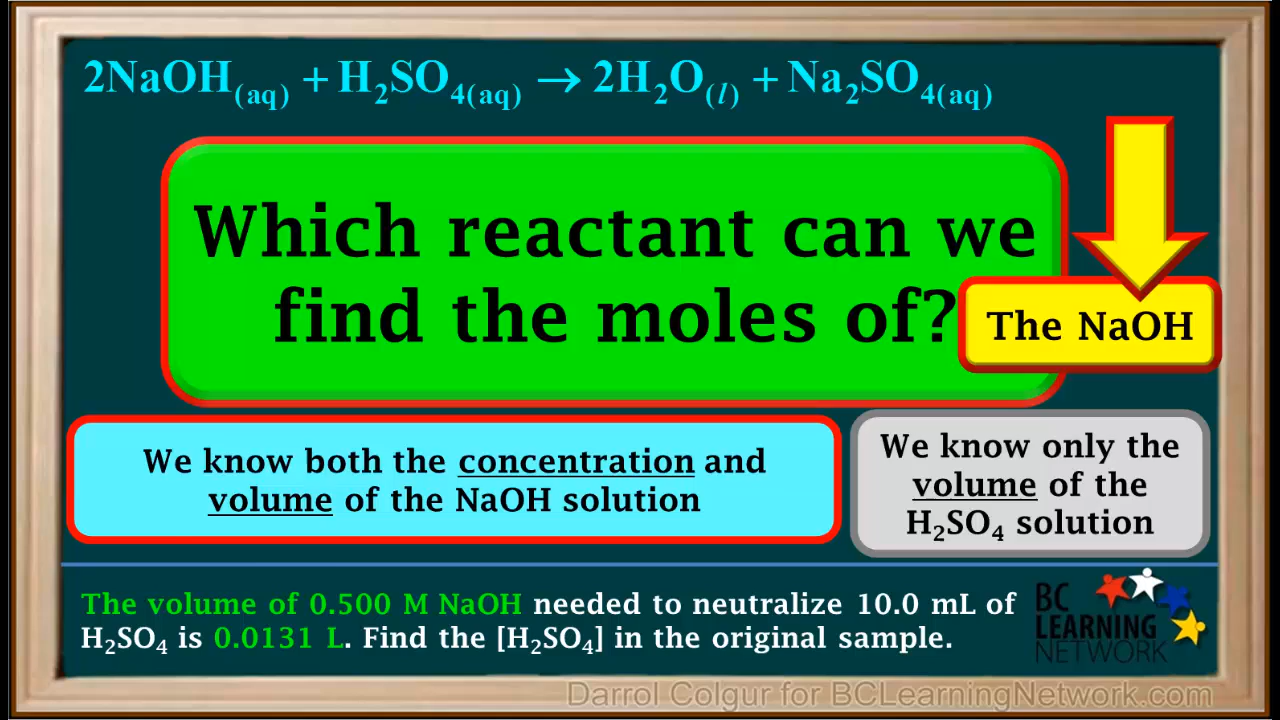 2NaOH(aq) + H₂SO₄(aq) → 2H₂O(l) + Na₂SO₄(aq)
Which reactant can we
find the moles of?
The NaOH
We know both the concentration and
volume of the NaOH solution
We know only the
volume of the
H₂SO₄ solution
The volume of 0.500 M NaOH needed to neutralize 10.0 mL of
H₂SO₄ is 0.0131 L. Find the [H₂SO₄] in the original sample.
BC
LEARNING
NETWORK
Darrol Colgur for BCLearningNetwork.com